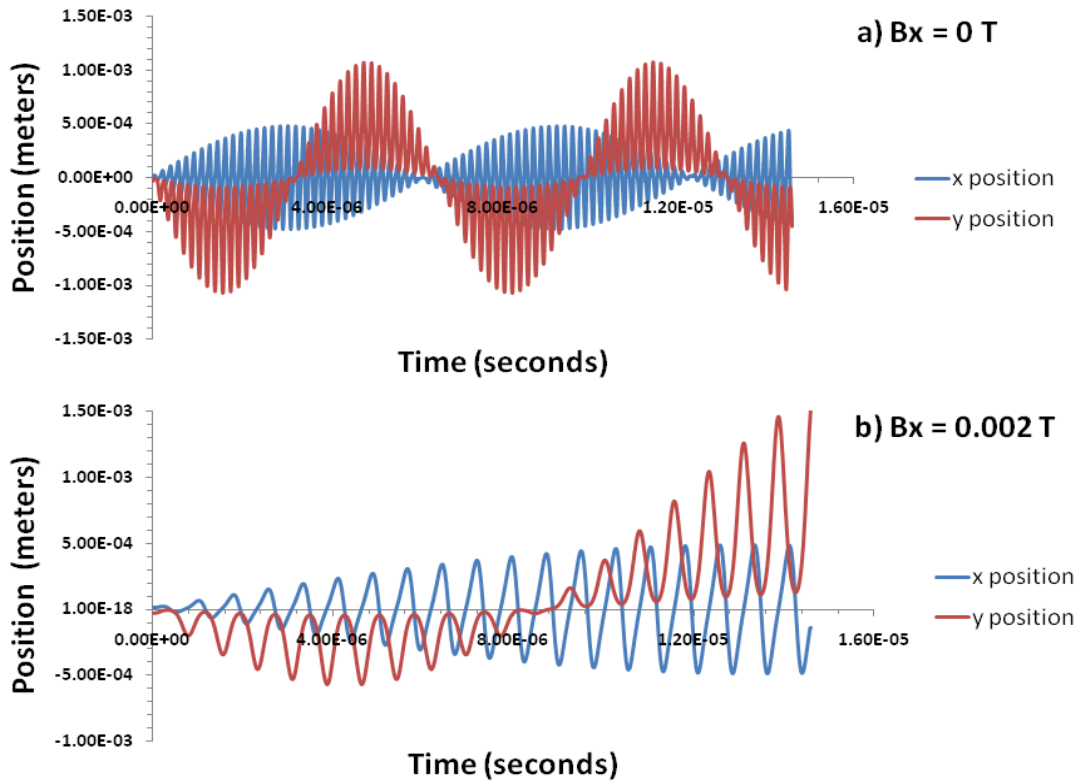 a) Bx = 0 T
Position (meters)
1.50E-03
1.00E-03
5.00E-04
0.00E+00
-5.00E-04
-1.00E-03
-1.50E-03
0.00E+00 4.00E-06 8.00E-06 1.20E-05 1.60E-05
x position
y position
Time (seconds)
b) Bx = 0.002 T
Position (meters)
1.50E-03
1.00E-03
5.00E-04
1.00E-18
-5.00E-04
-1.00E-03
0.00E+00 4.00E-06 8.00E-06 1.20E-05 1.60E-05
x position
y position
Time (seconds)